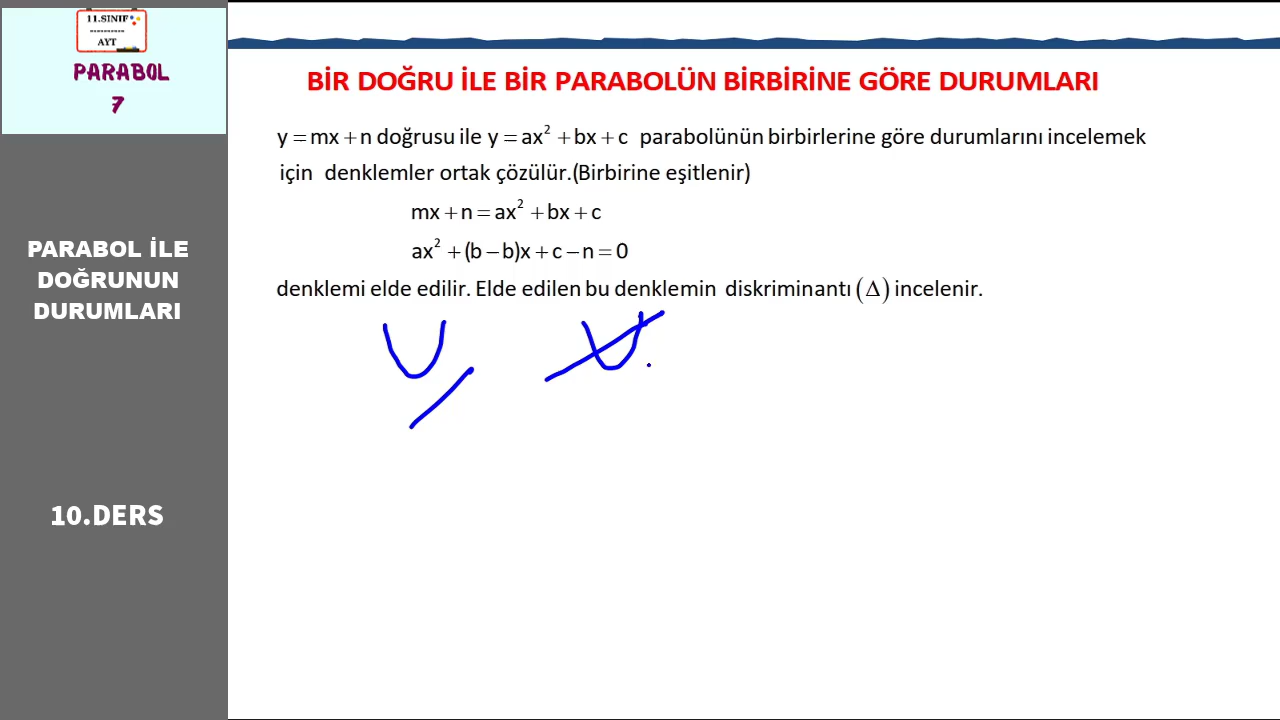 11.SINIF
**********
AYT
PARABOL
7
PARABOL İLE
DOĞRUNUN
DURUMLARI
10.DERS
BİR DOĞRU İLE BİR PARABOLÜN BİRBİRİNE GÖRE DURUMLARI
y = mx + n doğrusu ile y = ax² + bx + c parabolünün birbirlerine göre durumlarını incelemek
için denklemler ortak çözülür.(Birbirine eşitlenir)
mx + n = ax² + bx + c
ax² + (b − b)x + c − n = 0
denklemi elde edilir. Elde edilen bu denklemin diskriminantı (Δ) incelenir.